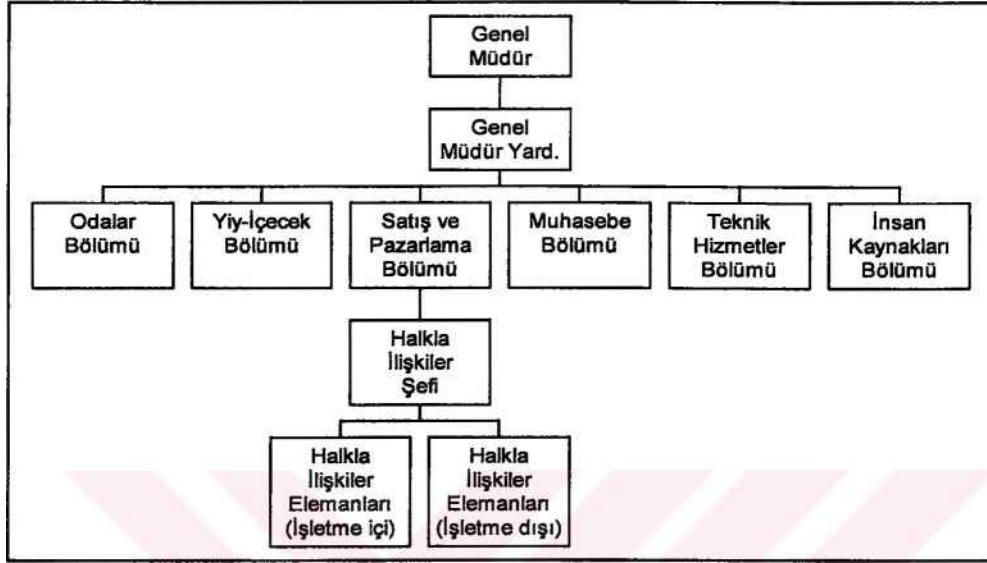 Genel
Müdür
Genel
Müdür Yard.
Odalar
Bölümü
Yiy-İçecek
Bölümü
Satış ve
Pazarlama
Bölümü
Muhasebe
Bölümü
Teknik
Hizmetler
Bölümü
İnsan
Kaynakları
Bölümü
Halkla
İlişkiler
Şefi
Halkla
İlişkiler
Elemanları
(İşletme içi)
Halkla
İlişkiler
Elemanları
(İşletme dışı)